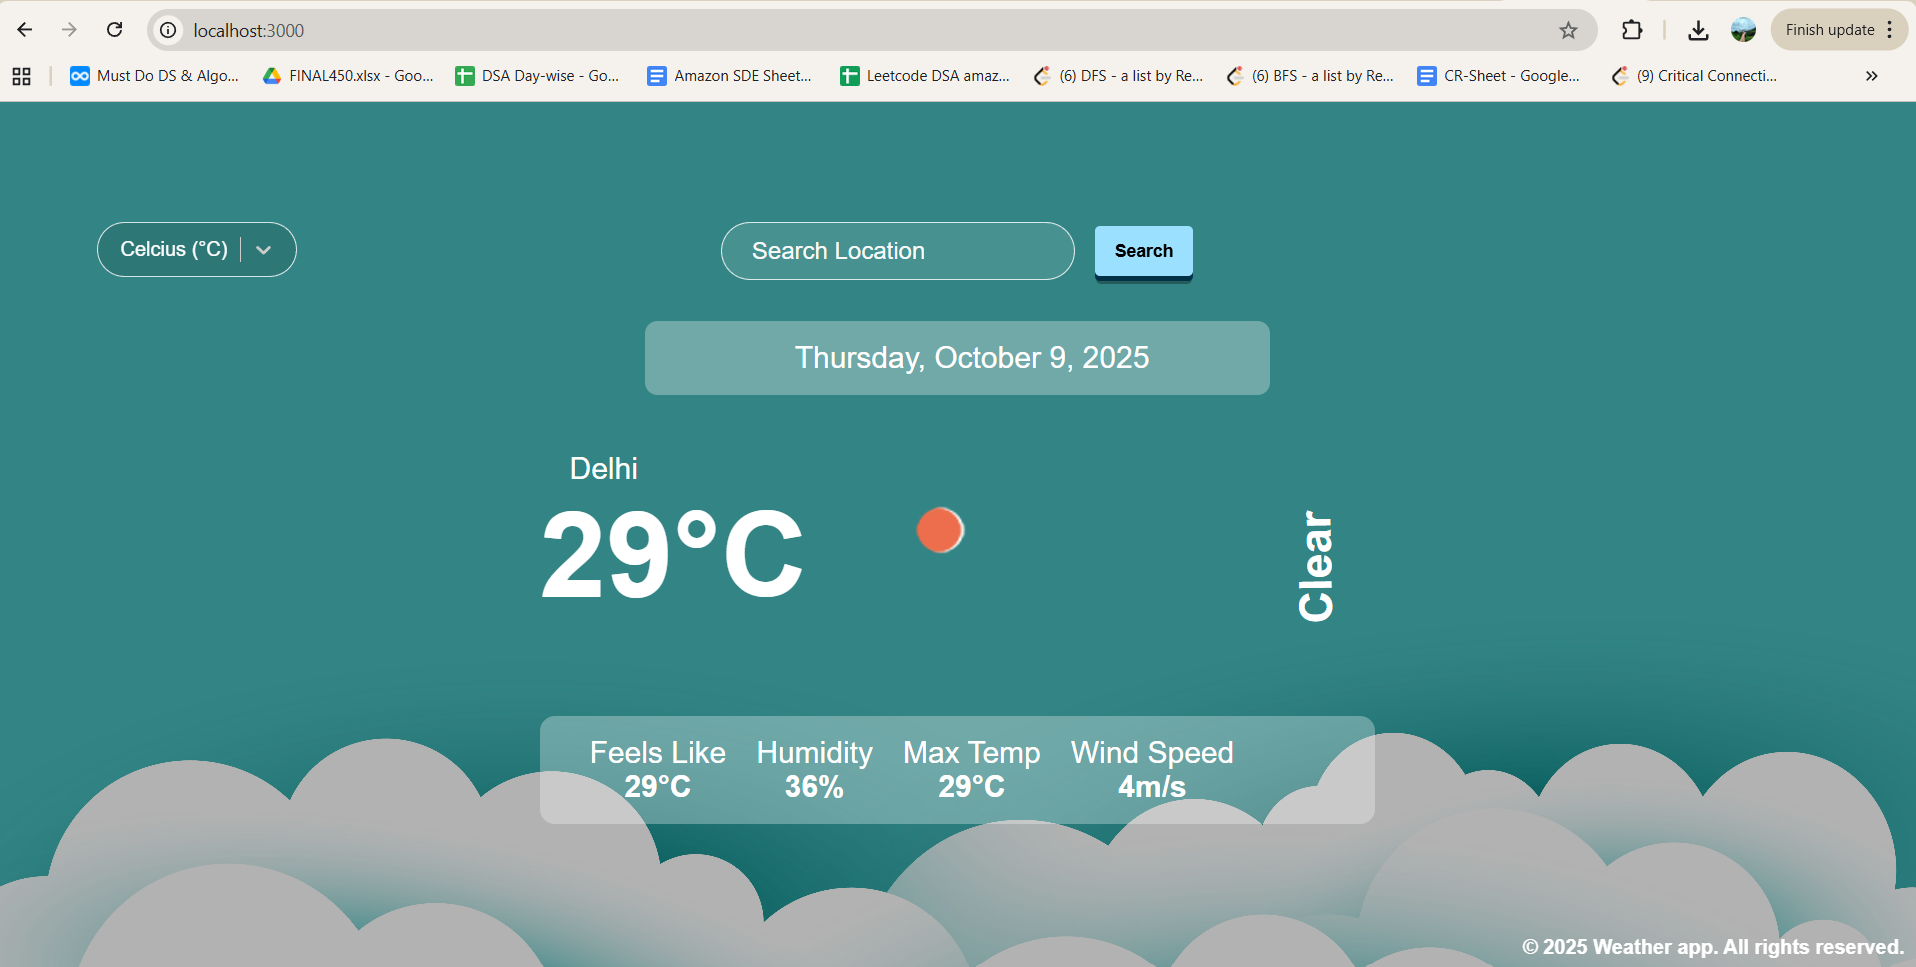 localhost:3000
Finish update
Must Do DS & Algo...
FINAL450.xlsx - Goo...
DSA Day-wise - Go...
Amazon SDE Sheet...
Leetcode DSA amaz...
(6) DFS - a list by Re...
(6) BFS - a list by Re...
CR-Sheet - Google...
(9) Critical Connecti...
Celcius (°C)
Search Location
Search
Thursday, October 9, 2025
Delhi
29°C
Clear
Feels Like
29°C
Humidity
36%
Max Temp
29°C
Wind Speed
4m/s
© 2025 Weather app. All rights reserved.